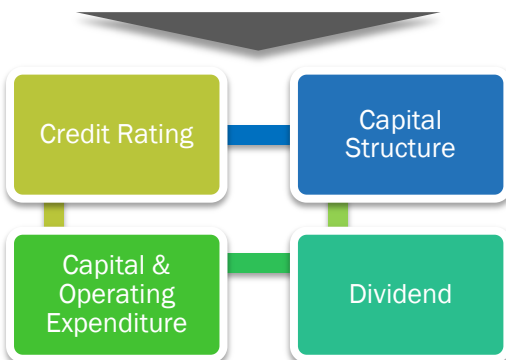 Credit Rating
Capital
Structure
Capital &
Operating
Expenditure
Dividend